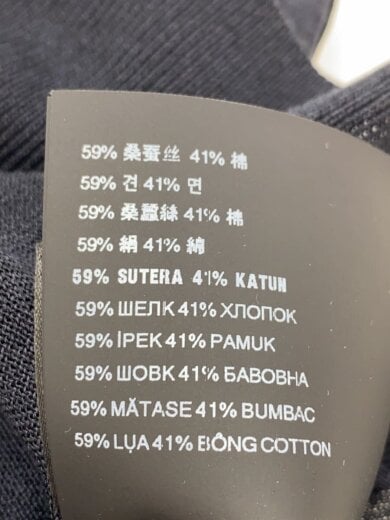 59% 桑蚕丝 41% 棉
59% 견 41% 면
59% 桑蠶絲 41% 棉
59% 絹 41% 綿
59% SUTERA 41% KATUN
59% ШЕЛК 41% ХЛОПОК
59% İPEK 41% PAMUK
59% ШОВК 41% БАВОВНА
59% MĂTASE 41% BUMBAC
59% LỤA 41% BÔNG COTTON